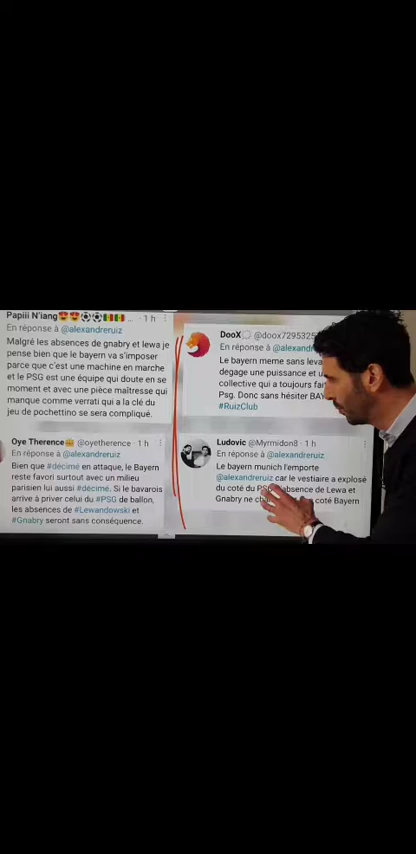 Papiii N'iang😍😍⚽⚽🇸🇳🇸🇳... · 1 h
En réponse à @alexandreruiz
Malgré les absences de gnabry et lewa je
pense bien que le bayern va s'imposer
parce que c'est une machine en marche
et le PSG est une équipe qui doute en se
moment et avec une pièce maîtresse qui
manque comme verrati qui a la clé du
jeu de pochettino se sera compliqué.
Oye Therence @oyetherence · 1 h
En réponse à @alexandreruiz
Bien que #décimé en attaque, le Bayern
reste favori surtout avec un milieu
parisien lui aussi #décimé. Si le bavarois
arrive à priver celui du #PSG de ballon,
les absences de #Lewandowski et
#Gnabry seront sans conséquence.
DooX @doox729532
En réponse à
Le bayern meme sans
degage une puissance et
collective qui a toujours
Psg. Donc sans hésiter
#RuizClub
Ludovic @Myrmidon8 · 1 h
En réponse à @alexandreruiz
Le bayern munich l'emporte
@alexandreruiz car le vestiaire a explosé
du coté du absence de Lewa et
Gnabry ne coté Bayern